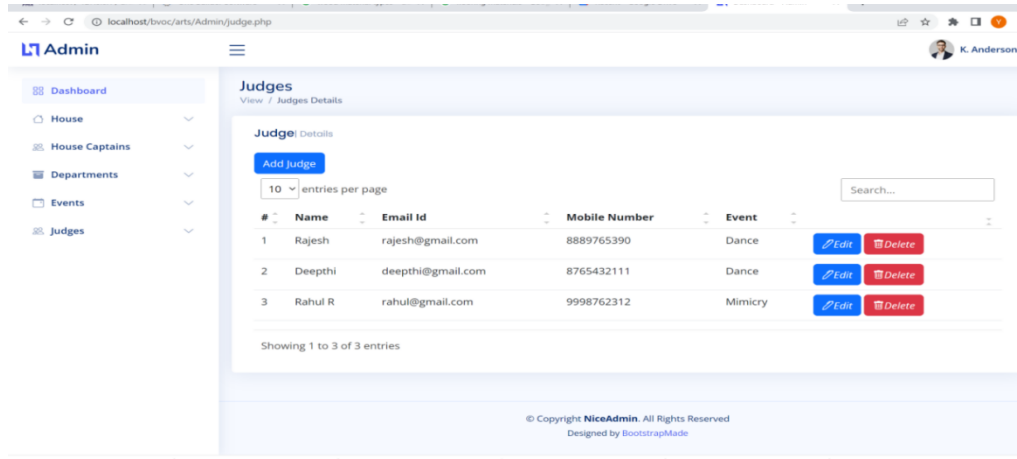 localhost/bvoc/arts/Admin/judge.php
Admin
K. Anderson
Dashboard
House
House Captains
Departments
Events
Judges
Judges
View / Judges Details
Judge| Details
Add Judge
10 entries per page
Search...
# Name Email Id Mobile Number Event
1 Rajesh rajesh@gmail.com 8889765390 Dance Edit Delete
2 Deepthi deepthi@gmail.com 8765432111 Dance Edit Delete
3 Rahul R rahul@gmail.com 9998762312 Mimicry Edit Delete
Showing 1 to 3 of 3 entries
© Copyright NiceAdmin. All Rights Reserved
Designed by BootstrapMade